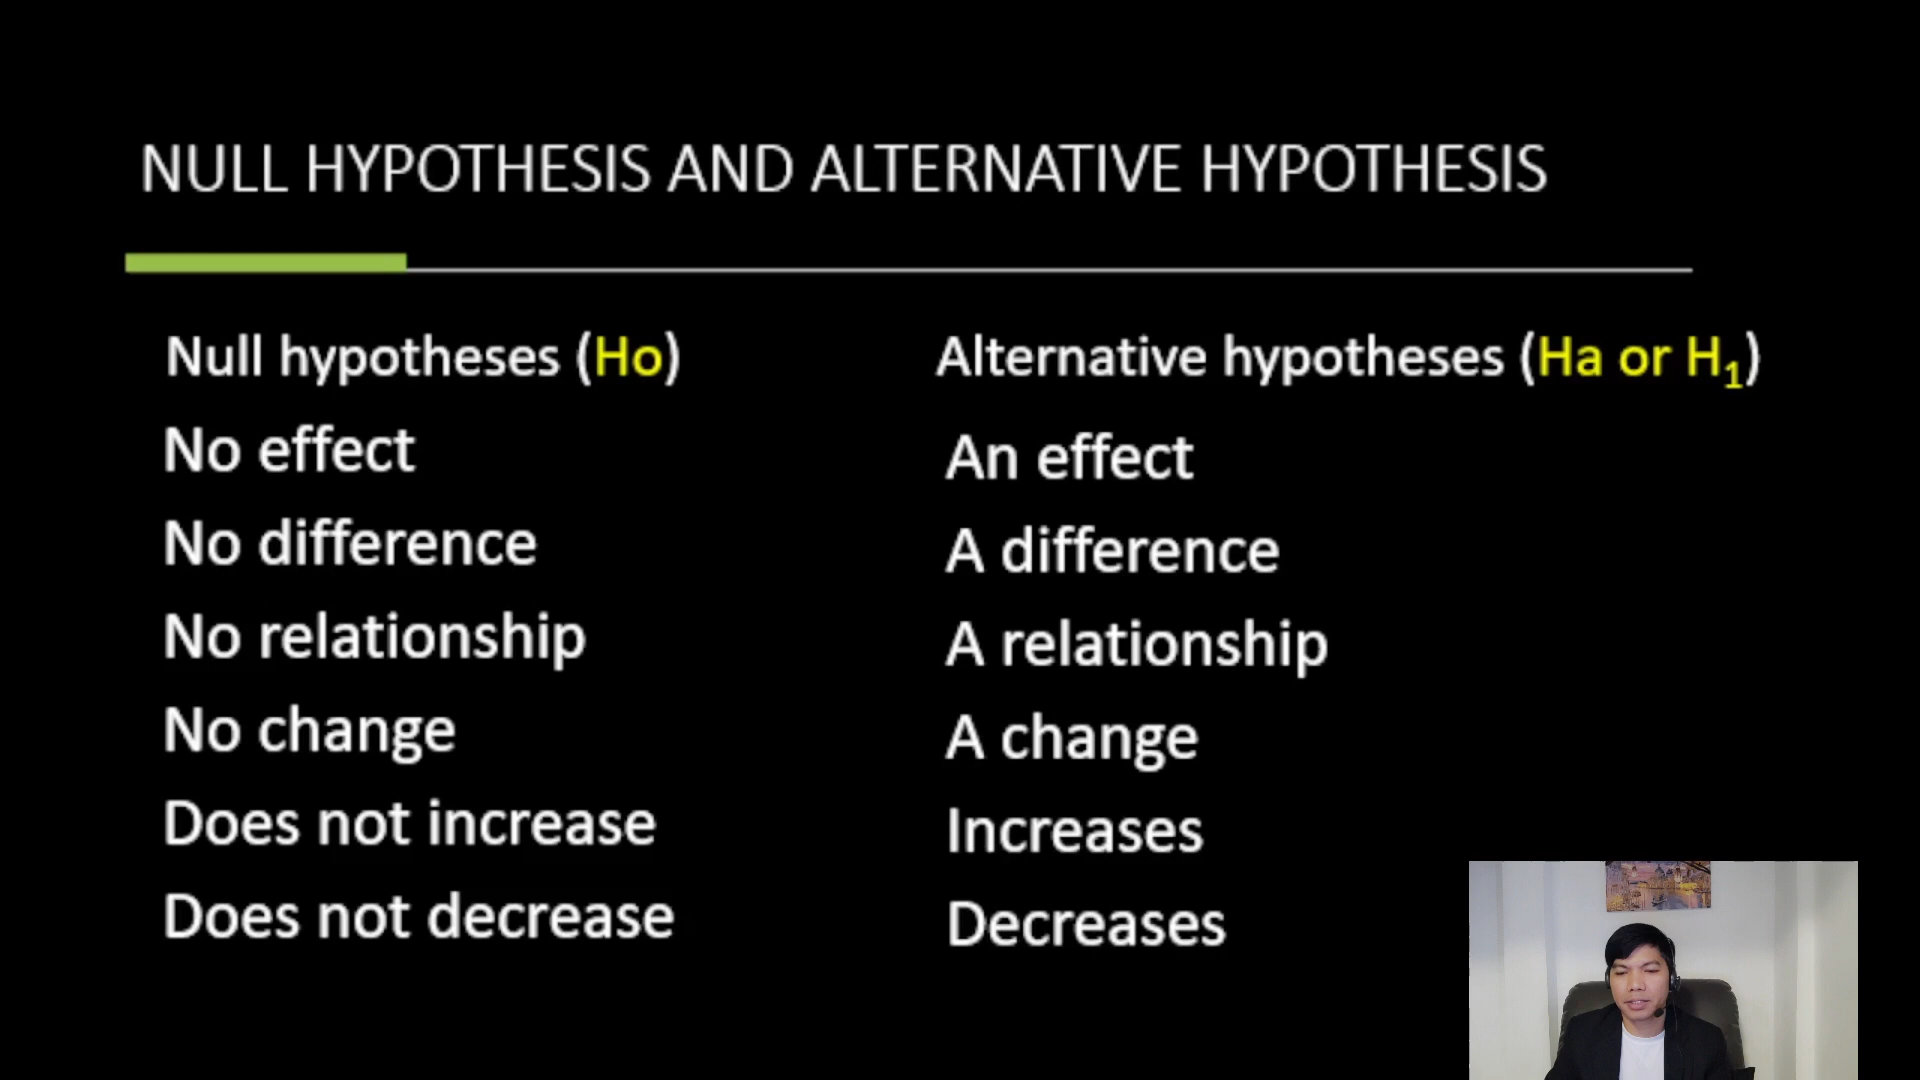 NULL HYPOTHESIS AND ALTERNATIVE HYPOTHESIS
Null hypotheses (Ho)
No effect
No difference
No relationship
No change
Does not increase
Does not decrease
Alternative hypotheses (Ha or H₁)
An effect
A difference
A relationship
A change
Increases
Decreases